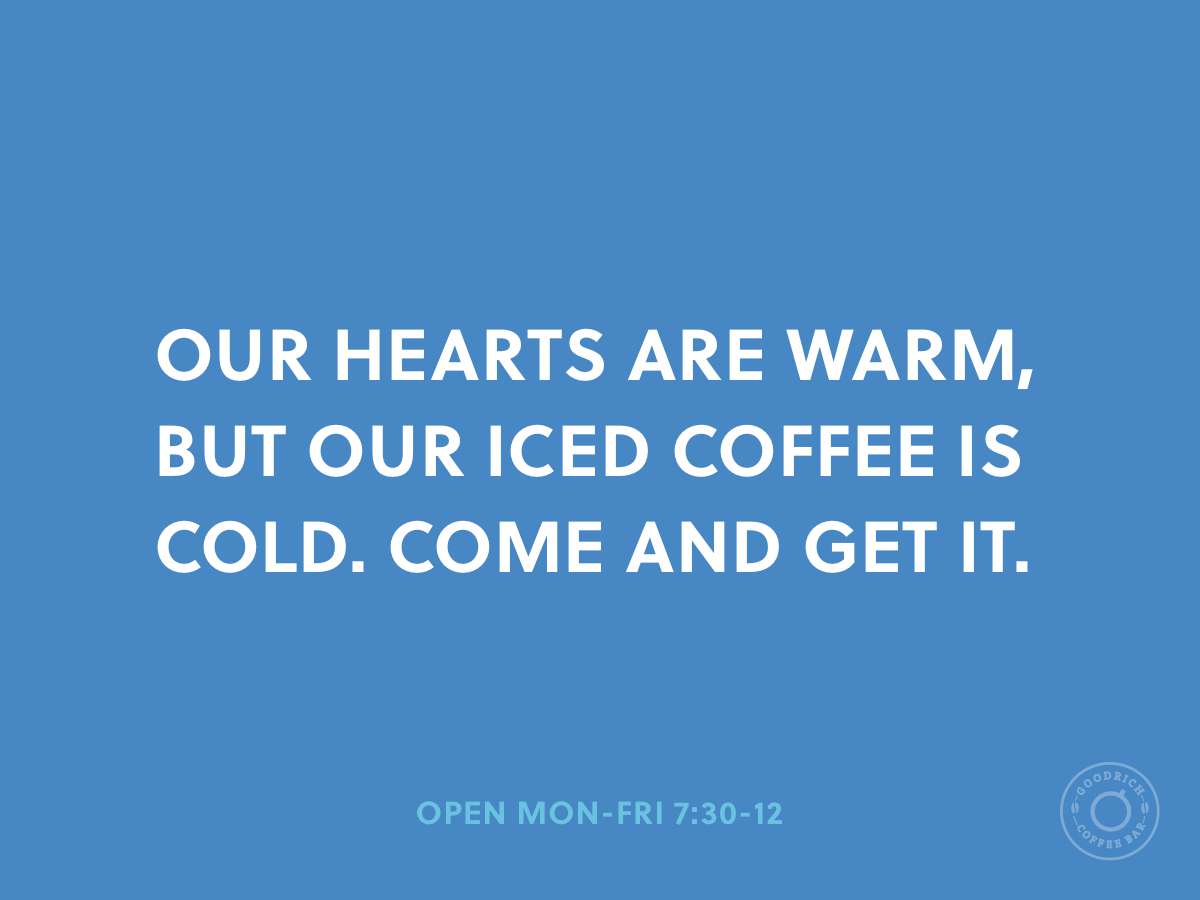 OUR HEARTS ARE WARM,
BUT OUR ICED COFFEE IS
COLD. COME AND GET IT.
OPEN MON-FRI 7:30-12
GOODRICH
COFFEE BAR